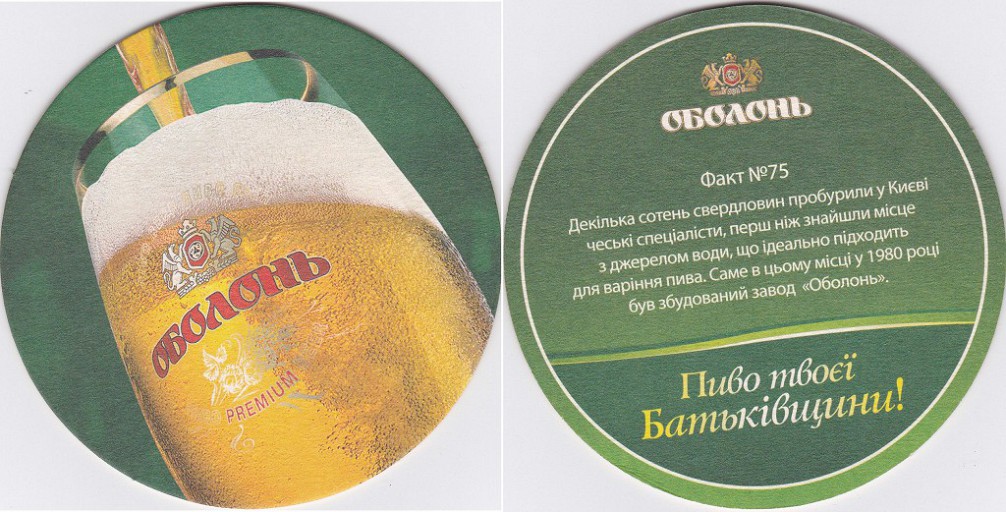 ОБОЛОНЬ
PREMIUM
ОБОЛОНЬ
Факт №75
Декілька сотень свердловин пробурили у Києві
чеські спеціалісти, перш ніж знайшли місце
з джерелом води, що ідеально підходить
для варіння пива. Саме в цьому місці у 1980 році
був збудований завод «Оболонь».
Пиво твоєї
Батьківщини!